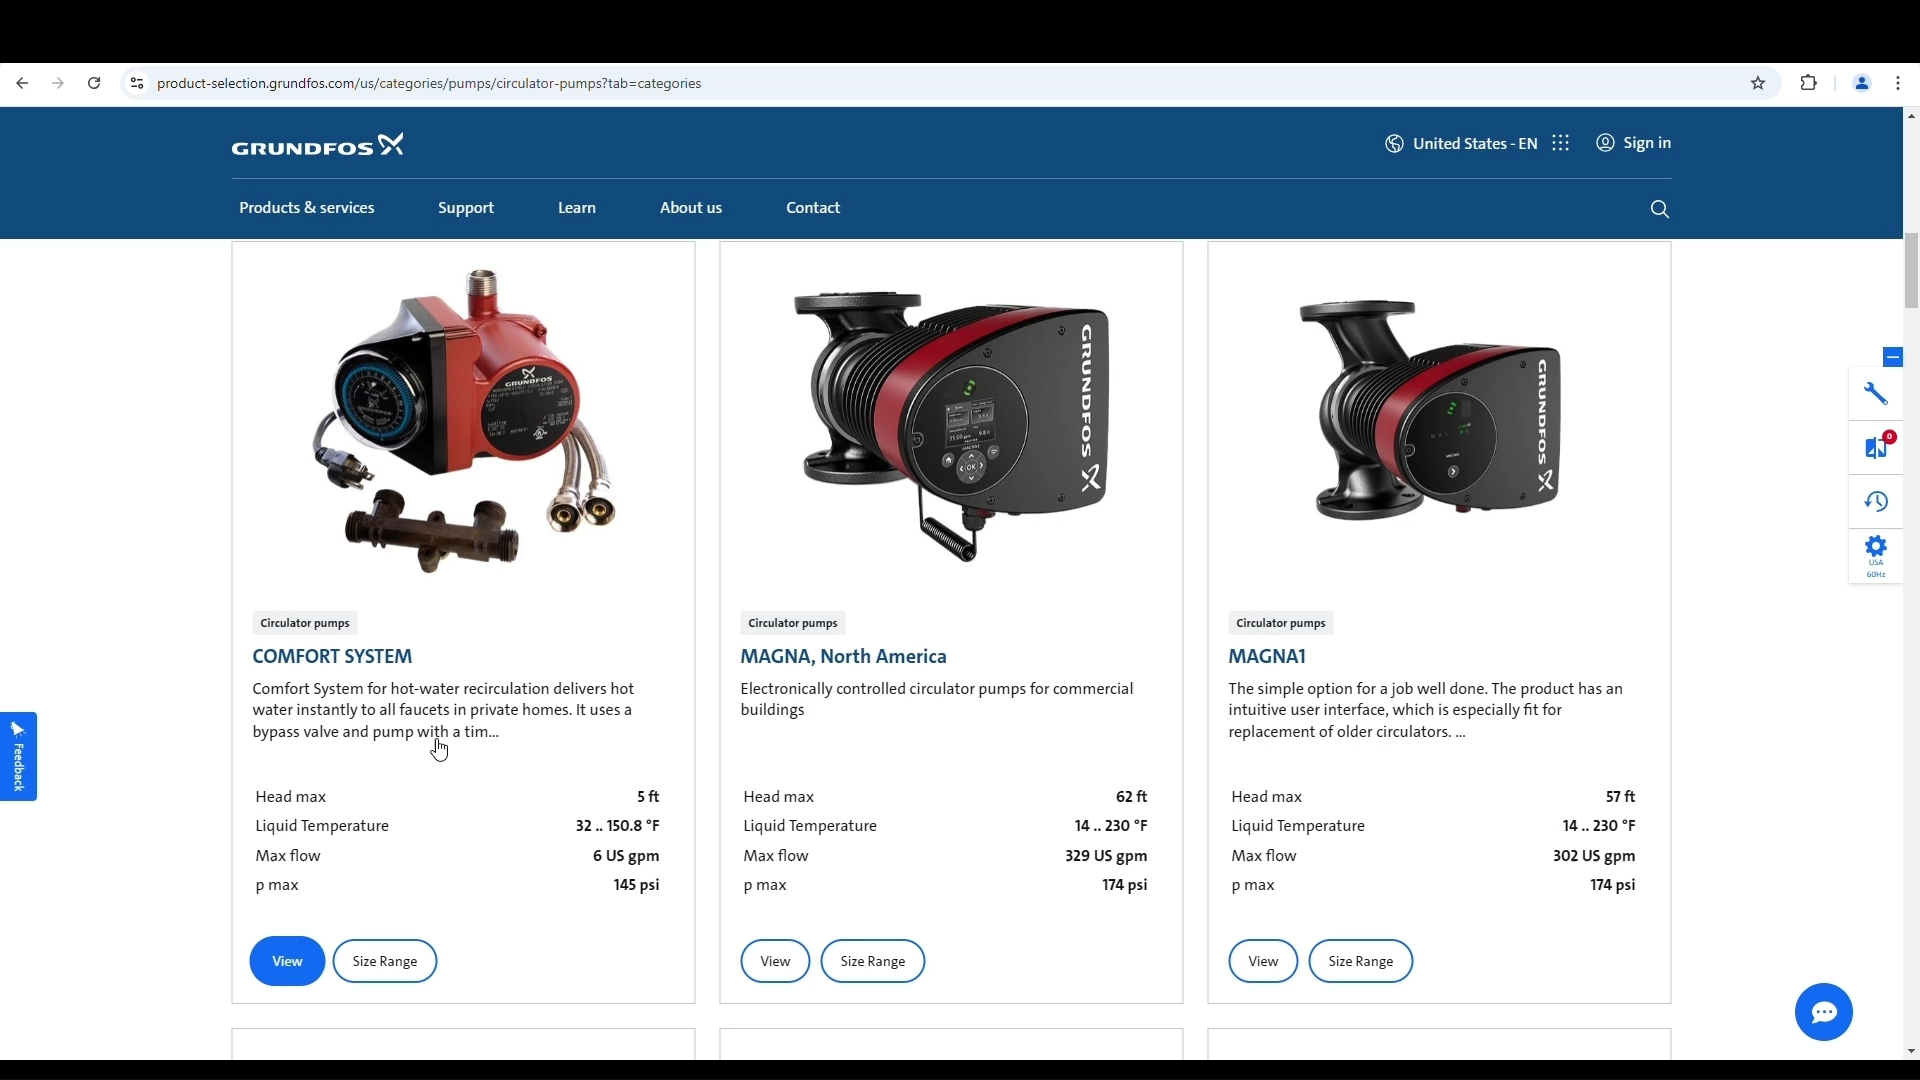 product-selection.grundfos.com/us/categories/pumps/circulator-pumps?tab=categories
GRUNDFOS
United States - EN
Sign in
Products & services
Support
Learn
About us
Contact
GRUNDFOS
GRUNDFOS
GRUNDFOS
OK
0
USA
60Hz
Feedback
Circulator pumps
COMFORT SYSTEM
Comfort System for hot-water recirculation delivers hot
water instantly to all faucets in private homes. It uses a
bypass valve and pump with a tim...
Head max 5 ft
Liquid Temperature 32 .. 150.8 °F
Max flow 6 US gpm
p max 145 psi
View
Size Range
Circulator pumps
MAGNA, North America
Electronically controlled circulator pumps for commercial
buildings
Head max 62 ft
Liquid Temperature 14 .. 230 °F
Max flow 329 US gpm
p max 174 psi
View
Size Range
Circulator pumps
MAGNA1
The simple option for a job well done. The product has an
intuitive user interface, which is especially fit for
replacement of older circulators. ...
Head max 57 ft
Liquid Temperature 14 .. 230 °F
Max flow 302 US gpm
p max 174 psi
View
Size Range